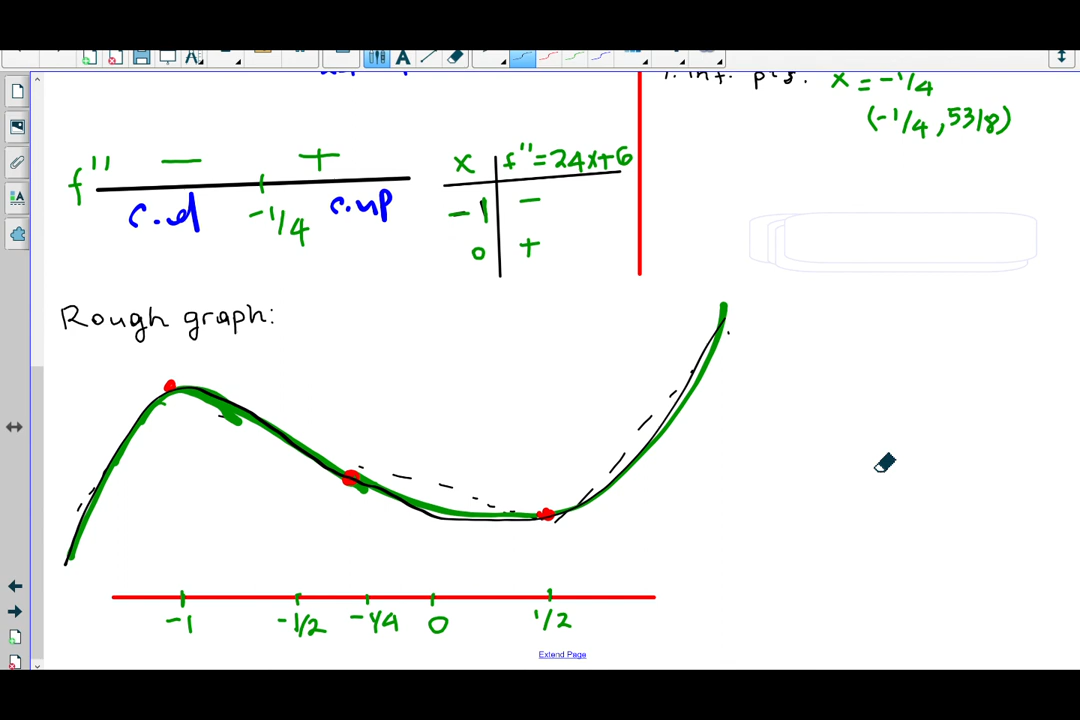 1. inf. pts. x = -1/4
(-1/4, 53/8)
f'' — +
c.d -1/4 c.up
x f''=24x+6
-1 -
0 +
Rough graph:
-1 -1/2 -1/4 0 1/2
Extend Page